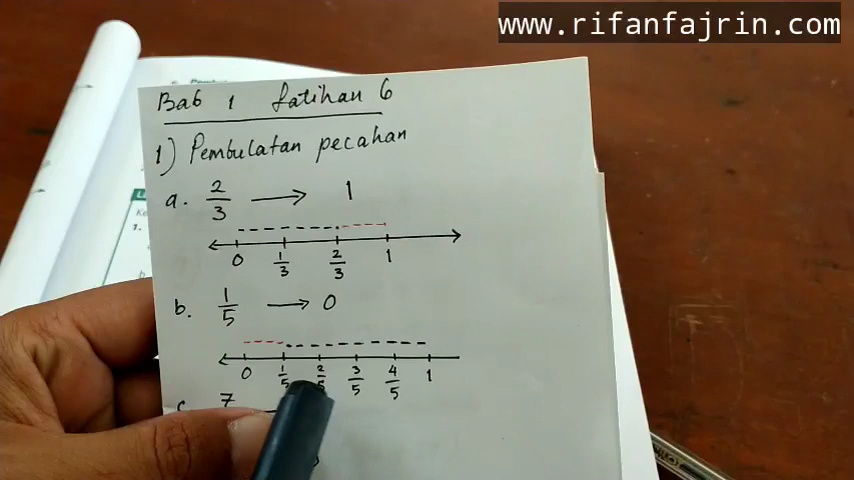 www.rifanfajrin.com
Bab 1 Latihan 6
1) Pembulatan pecahan
a. 2/3 → 1
0 1/3 2/3 1
b. 1/5 → 0
0 1/5 2/5 3/5 4/5 1
c. 7